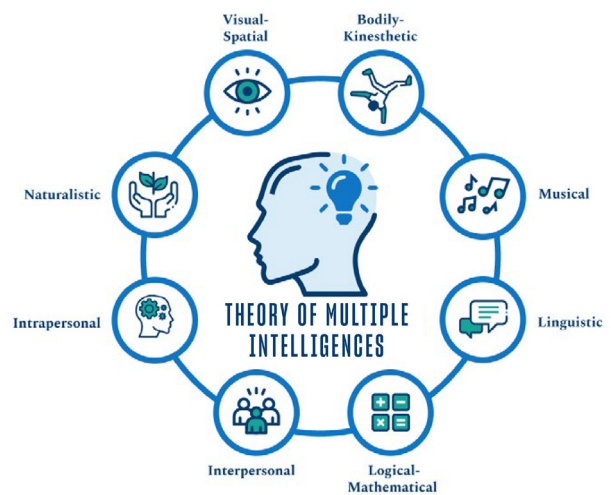 Visual-
Spatial
Bodily-
Kinesthetic
Naturalistic
Musical
Intrapersonal
THEORY OF MULTIPLE
INTELLIGENCES
Linguistic
Interpersonal
Logical-
Mathematical